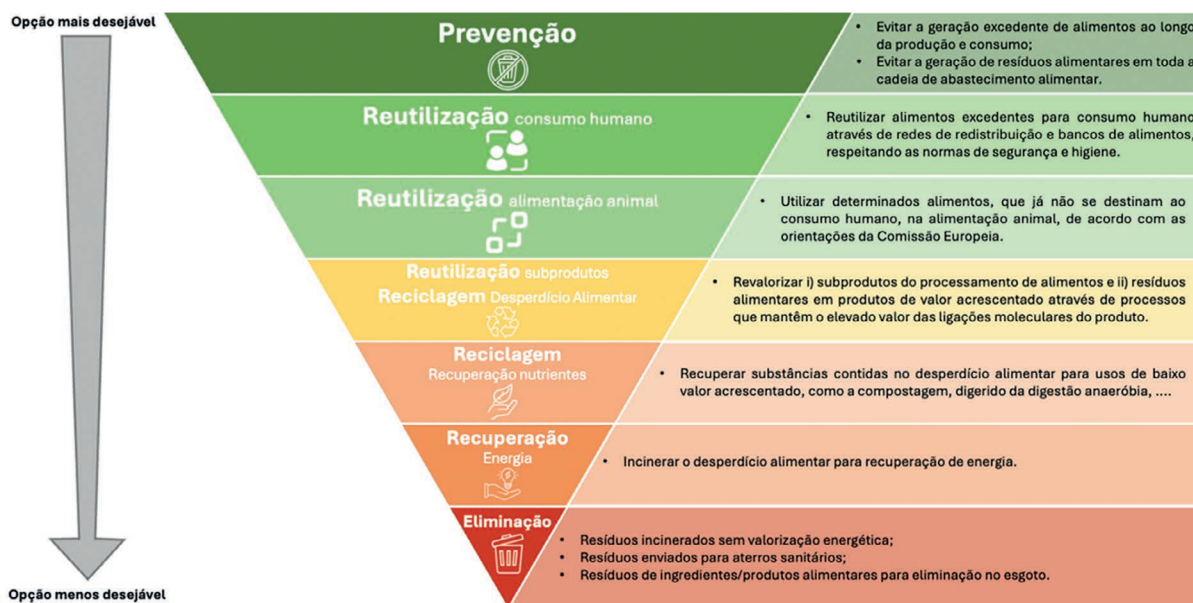 Opção mais desejável
Prevenção
• Evitar a geração excedente de alimentos ao longo
da produção e consumo;
• Evitar a geração de resíduos alimentares em toda a
cadeia de abastecimento alimentar.
Reutilização consumo humano
• Reutilizar alimentos excedentes para consumo humano
através de redes de redistribuição e bancos de alimentos,
respeitando as normas de segurança e higiene.
Reutilização alimentação animal
• Utilizar determinados alimentos, que já não se destinam ao
consumo humano, na alimentação animal, de acordo com as
orientações da Comissão Europeia.
Reutilização subprodutos
Reciclagem Desperdício Alimentar
• Revalorizar i) subprodutos do processamento de alimentos e ii) resíduos
alimentares em produtos de valor acrescentado através de processos
que mantêm o elevado valor das ligações moleculares do produto.
Reciclagem
Recuperação nutrientes
• Recuperar substâncias contidas no desperdício alimentar para usos de baixo
valor acrescentado, como a compostagem, digerido da digestão anaeróbia, ....
Recuperação
Energia
• Incinerar o desperdício alimentar para recuperação de energia.
Eliminação
• Resíduos incinerados sem valorização energética;
• Resíduos enviados para aterros sanitários;
• Resíduos de ingredientes/produtos alimentares para eliminação no esgoto.
Opção menos desejável